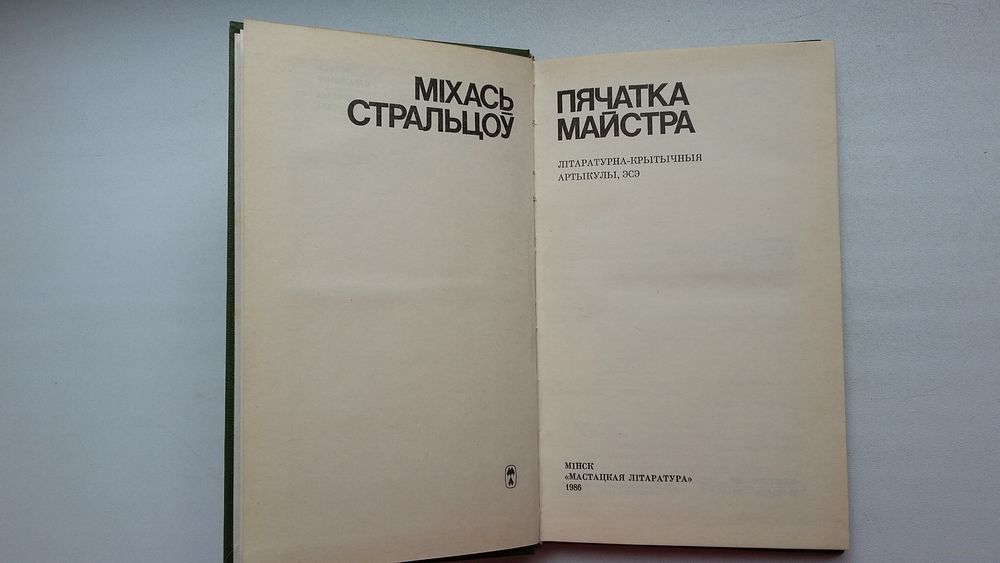 МІХАСЬ
СТРАЛЬЦОЎ
ПЯЧАТКА
МАЙСТРА
ЛІТАРАТУРНА-КРЫТЫЧНЫЯ
АРТЫКУЛЫ, ЭСЭ
МІНСК
«МАСТАЦКАЯ ЛІТАРАТУРА»
1986